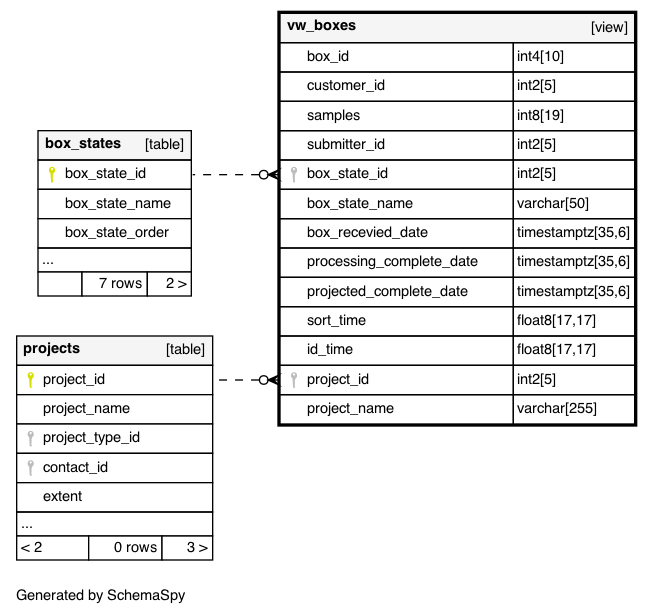 vw_boxes [view]
box_id int4[10]
customer_id int2[5]
samples int8[19]
submitter_id int2[5]
box_state_id int2[5]
box_state_name varchar[50]
box_recevied_date timestamptz[35,6]
processing_complete_date timestamptz[35,6]
projected_complete_date timestamptz[35,6]
sort_time float8[17,17]
id_time float8[17,17]
project_id int2[5]
project_name varchar[255]
box_states [table]
box_state_id
box_state_name
box_state_order
...
7 rows 2 >
projects [table]
project_id
project_name
project_type_id
contact_id
extent
...
< 2 0 rows 3 >
Generated by SchemaSpy